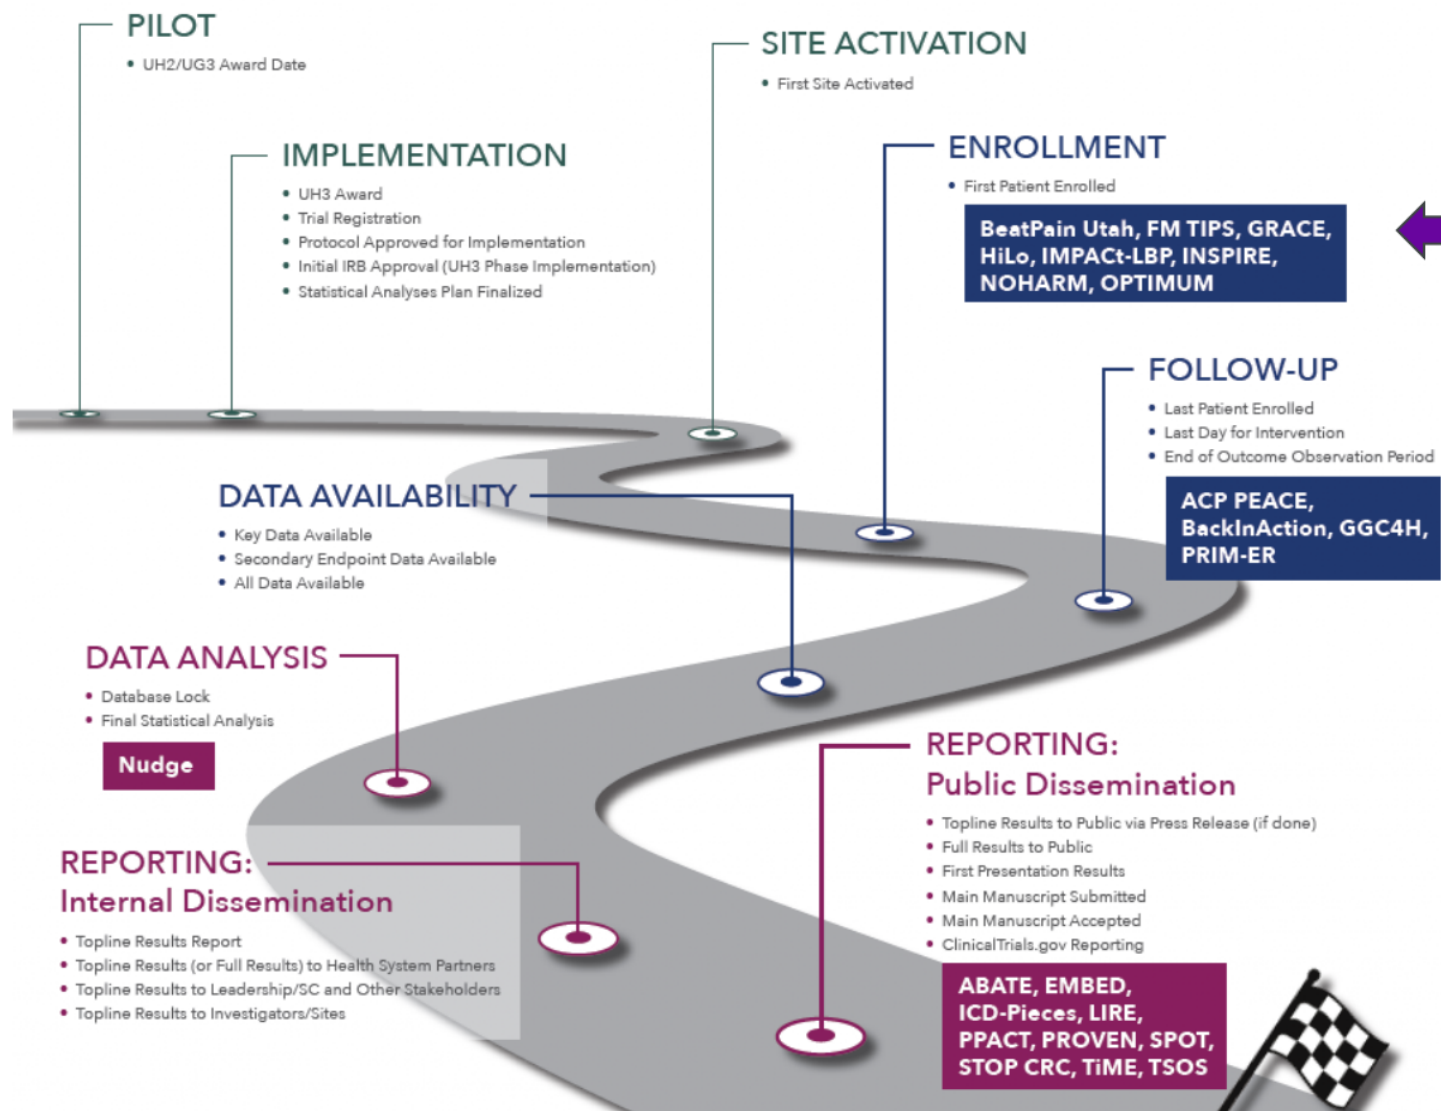 PILOT
• UH2/UG3 Award Date
SITE ACTIVATION
• First Site Activated
IMPLEMENTATION
• UH3 Award
• Trial Registration
• Protocol Approved for Implementation
• Initial IRB Approval (UH3 Phase Implementation)
• Statistical Analyses Plan Finalized
ENROLLMENT
• First Patient Enrolled
BeatPain Utah, FM TIPS, GRACE,
HiLo, IMPACt-LBP, INSPIRE,
NOHARM, OPTIMUM
FOLLOW-UP
• Last Patient Enrolled
• Last Day for Intervention
• End of Outcome Observation Period
ACP PEACE,
BackInAction, GGC4H,
PRIM-ER
DATA AVAILABILITY
• Key Data Available
• Secondary Endpoint Data Available
• All Data Available
DATA ANALYSIS
• Database Lock
• Final Statistical Analysis
Nudge
REPORTING:
Internal Dissemination
• Topline Results Report
• Topline Results (or Full Results) to Health System Partners
• Topline Results to Leadership/SC and Other Stakeholders
• Topline Results to Investigators/Sites
REPORTING:
Public Dissemination
• Topline Results to Public via Press Release (if done)
• Full Results to Public
• First Presentation Results
• Main Manuscript Submitted
• Main Manuscript Accepted
• ClinicalTrials.gov Reporting
ABATE, EMBED,
ICD-Pieces, LIRE,
PPACT, PROVEN, SPOT,
STOP CRC, TiME, TSOS